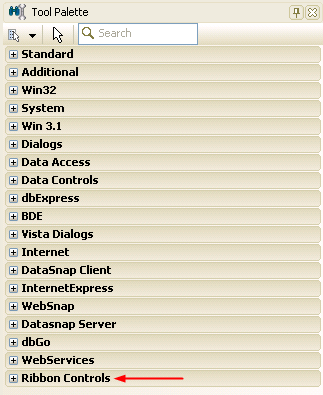 Tool Palette
Search
Standard
Additional
Win32
System
Win 3.1
Dialogs
Data Access
Data Controls
dbExpress
BDE
Vista Dialogs
Internet
DataSnap Client
InternetExpress
WebSnap
Datasnap Server
dbGo
WebServices
Ribbon Controls